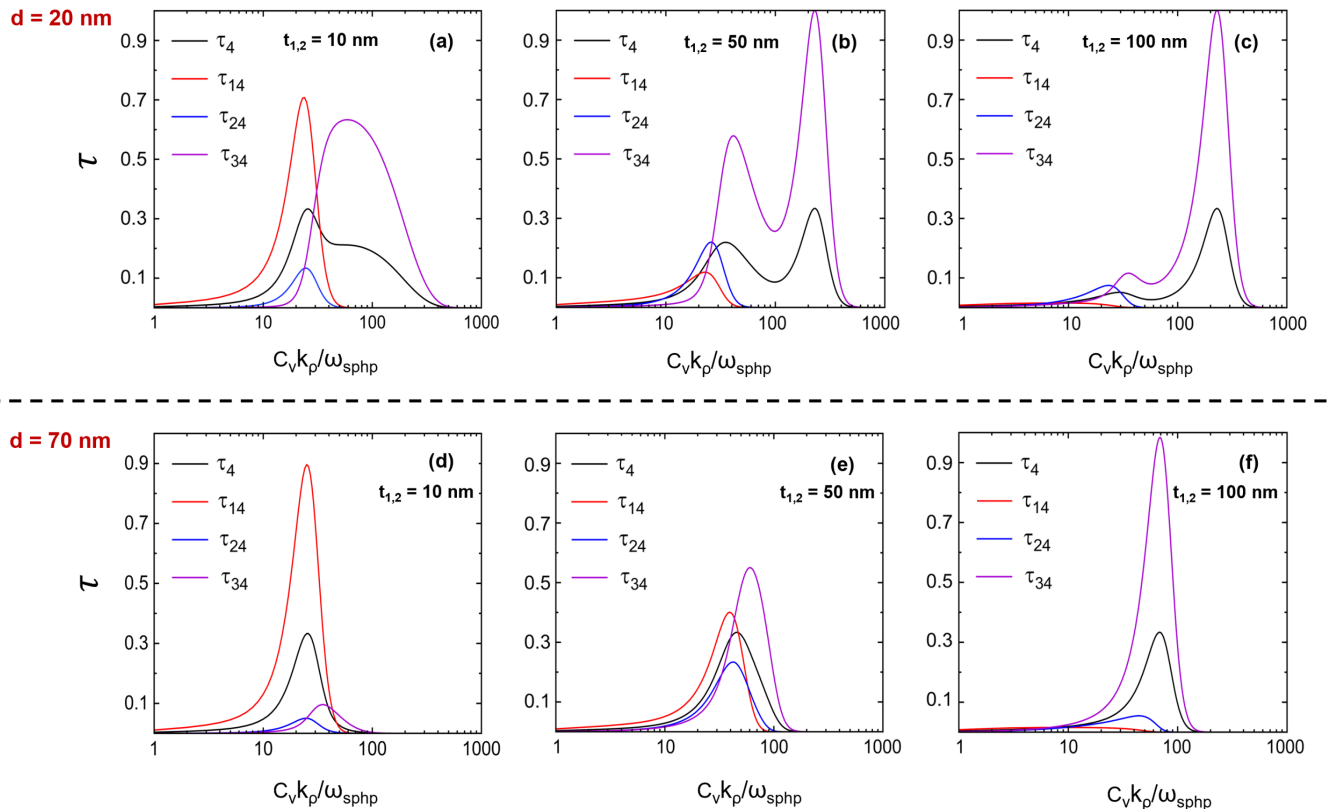 d = 20 nm
0.9
0.7
0.5
0.3
0.1
τ
τ4
τ14
τ24
τ34
t1,2 = 10 nm
(a)
1
10
100
1000
Cvkρ/ωsphp
0.9
0.7
0.5
0.3
0.1
τ4
τ14
τ24
τ34
t1,2 = 50 nm
(b)
1
10
100
1000
Cvkρ/ωsphp
0.9
0.7
0.5
0.3
0.1
τ4
τ14
τ24
τ34
t1,2 = 100 nm
(c)
1
10
100
1000
Cvkρ/ωsphp
d = 70 nm
0.9
0.7
0.5
0.3
0.1
τ
τ4
τ14
τ24
τ34
(d)
t1,2 = 10 nm
1
10
100
1000
Cvkρ/ωsphp
0.9
0.7
0.5
0.3
0.1
τ4
τ14
τ24
τ34
(e)
t1,2 = 50 nm
1
10
100
1000
Cvkρ/ωsphp
0.9
0.7
0.5
0.3
0.1
τ4
τ14
τ24
τ34
(f)
t1,2 = 100 nm
1
10
100
1000
Cvkρ/ωsphp